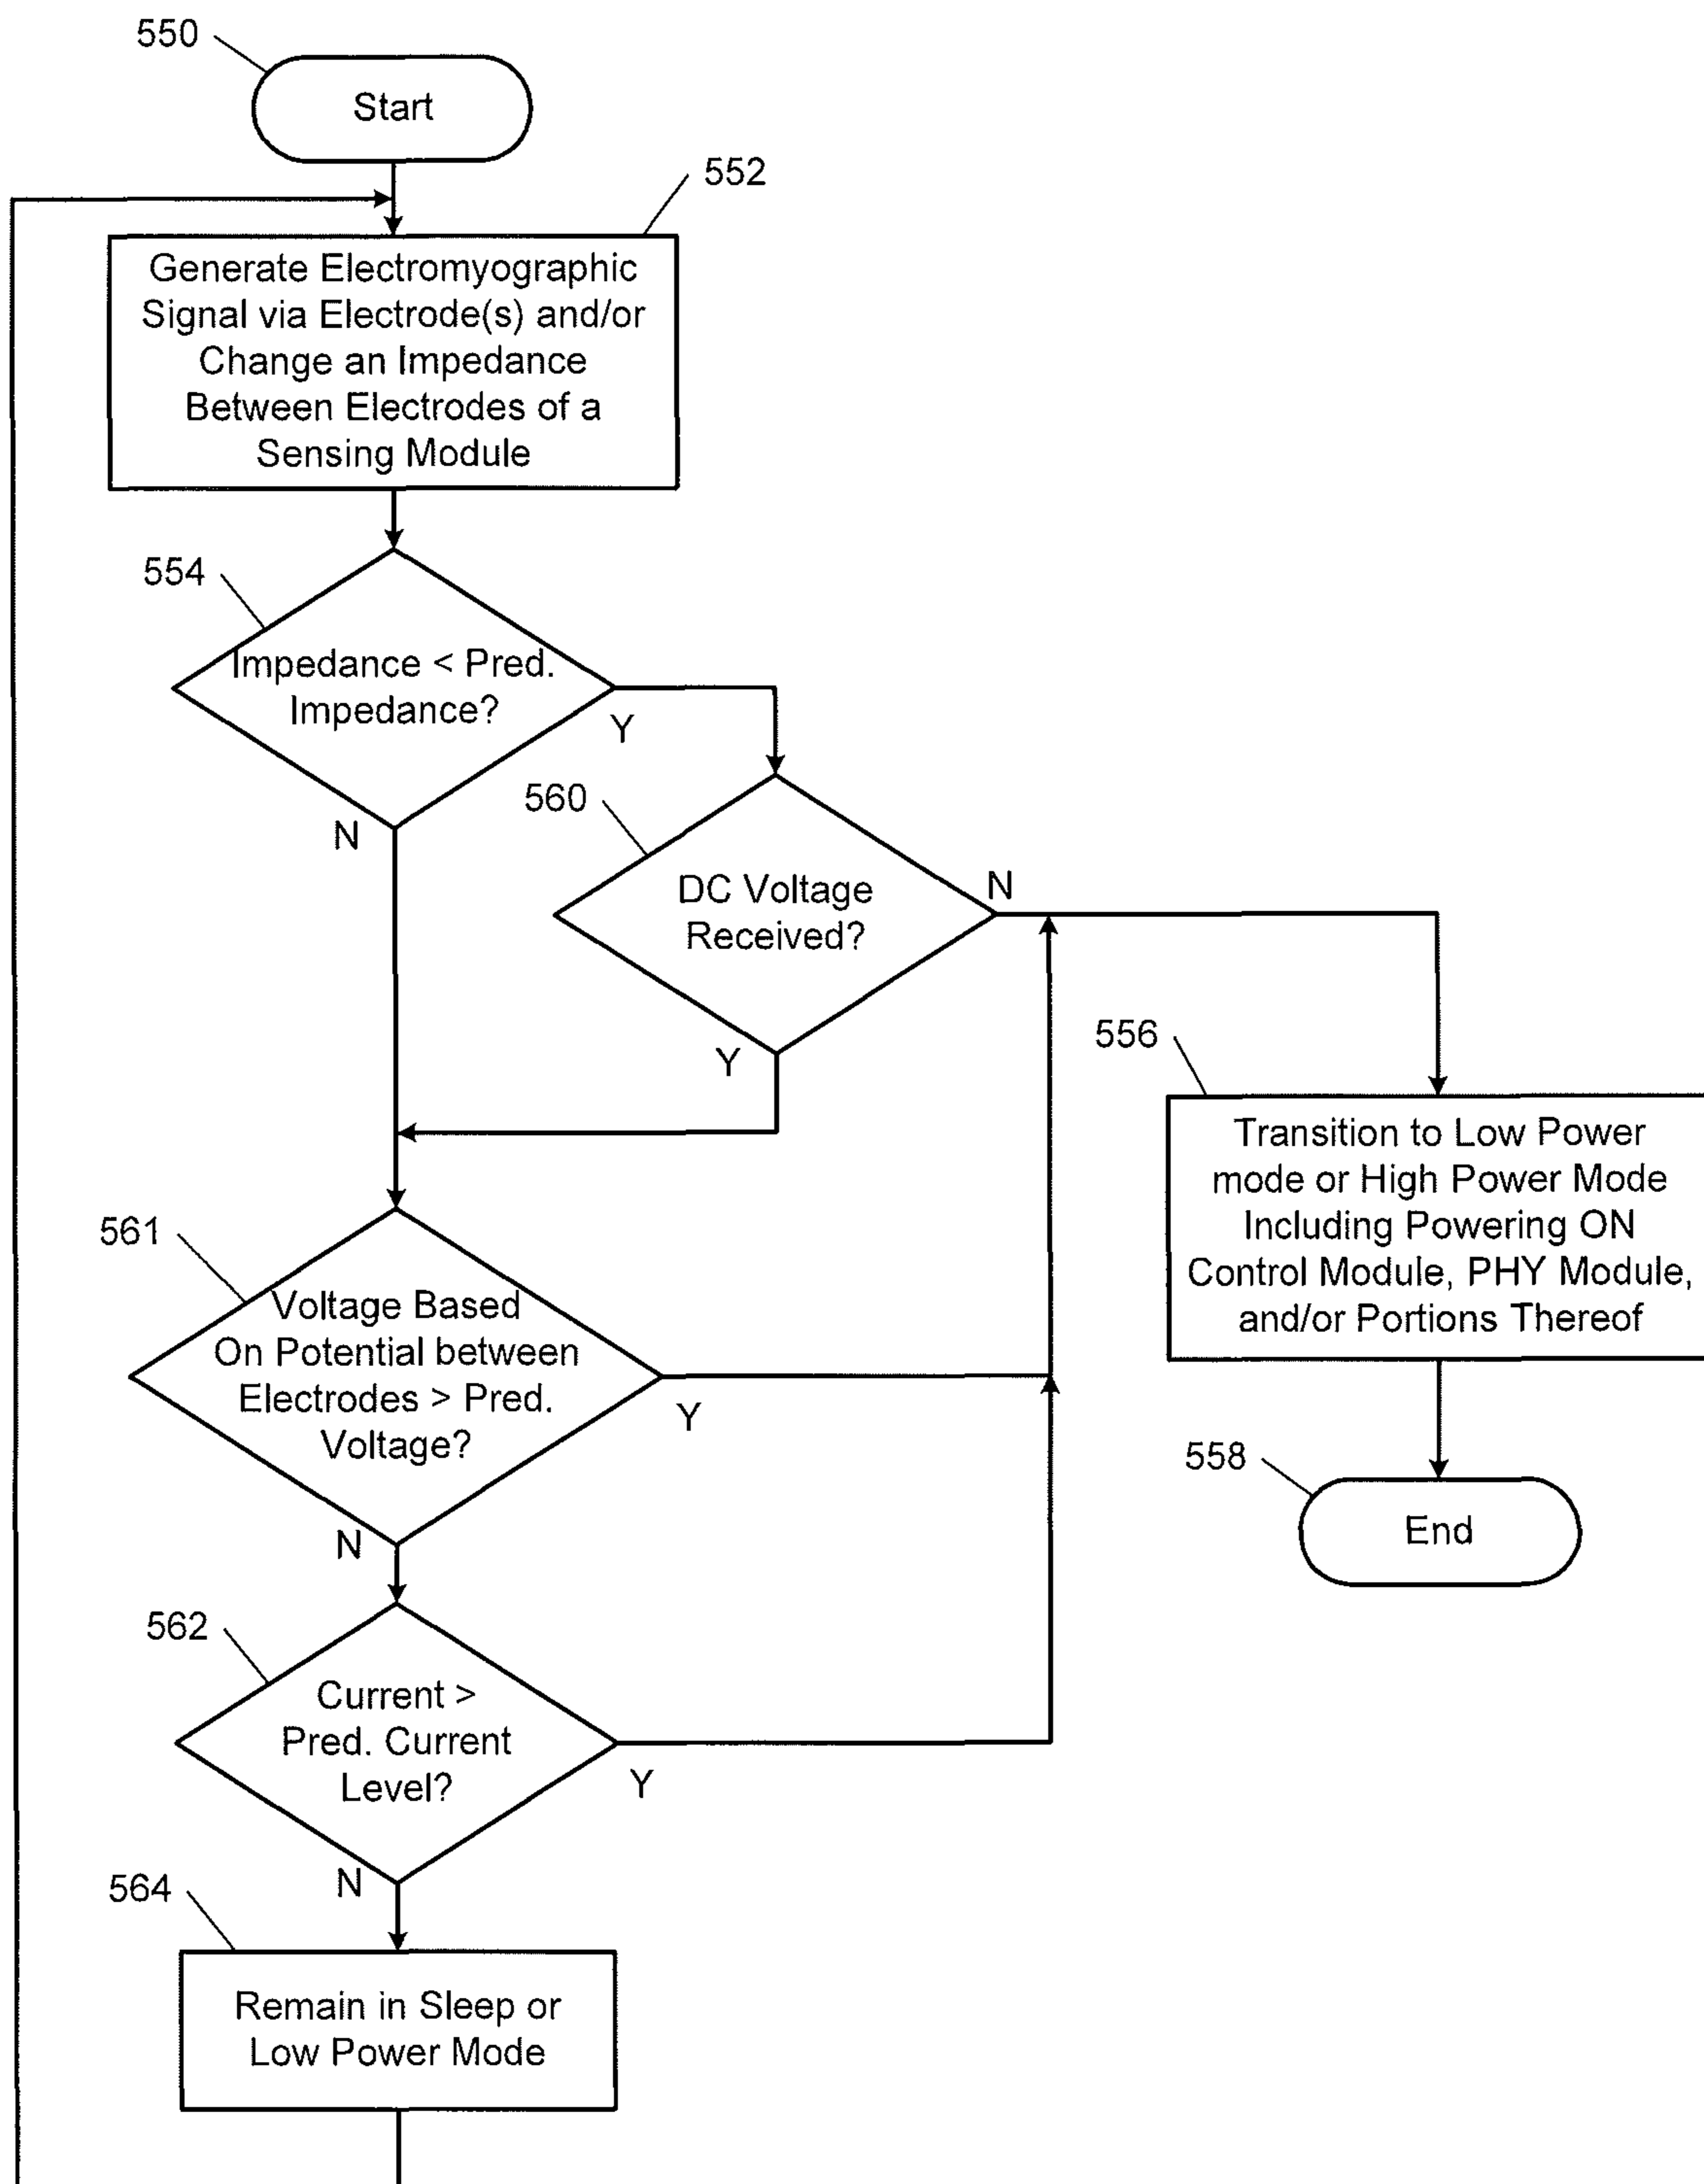 550
Start
552
Generate Electromyographic
Signal via Electrode(s) and/or
Change an Impedance
Between Electrodes of a
Sensing Module
554
Impedance < Pred.
Impedance?
Y
N
560
DC Voltage
Received?
N
Y
556
Transition to Low Power
mode or High Power Mode
Including Powering ON
Control Module, PHY Module,
and/or Portions Thereof
561
Voltage Based
On Potential between
Electrodes > Pred.
Voltage?
Y
N
558
End
562
Current >
Pred. Current
Level?
Y
N
564
Remain in Sleep or
Low Power Mode